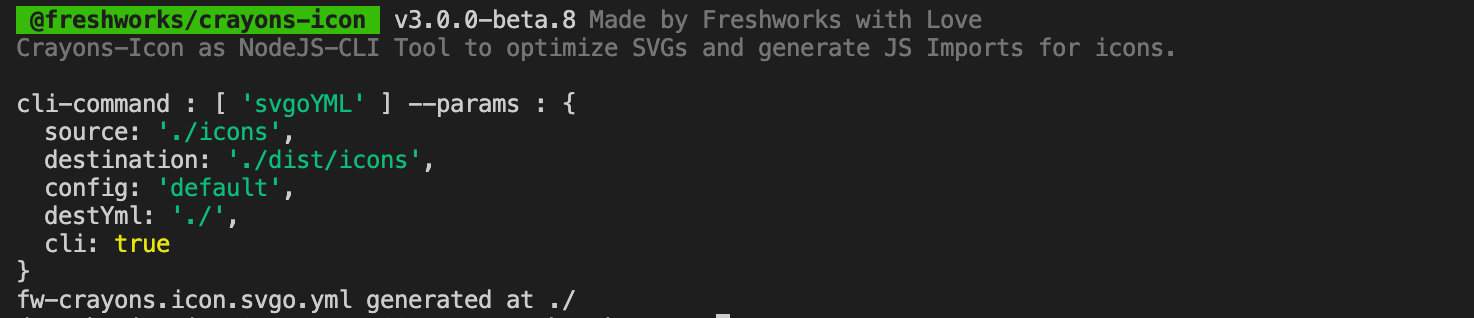 @freshworks/crayons-icon v3.0.0-beta.8 Made by Freshworks with Love
Crayons-Icon as NodeJS-CLI Tool to optimize SVGs and generate JS Imports for icons.
cli-command : [ 'svgoYML' ] --params : {
  source: './icons',
  destination: './dist/icons',
  config: 'default',
  destYml: './',
  cli: true
}
fw-crayons.icon.svgo.yml generated at ./